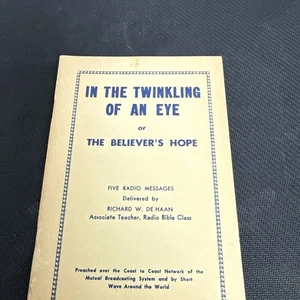 IN THE TWINKLING
OF AN EYE
or
THE BELIEVER'S HOPE
FIVE RADIO MESSAGES
Delivered by
RICHARD W. DE HAAN
Associate Teacher, Radio Bible Class
Preached over the Coast to Coast Network of the
Mutual Broadcasting System and by Short
Wave Around the World